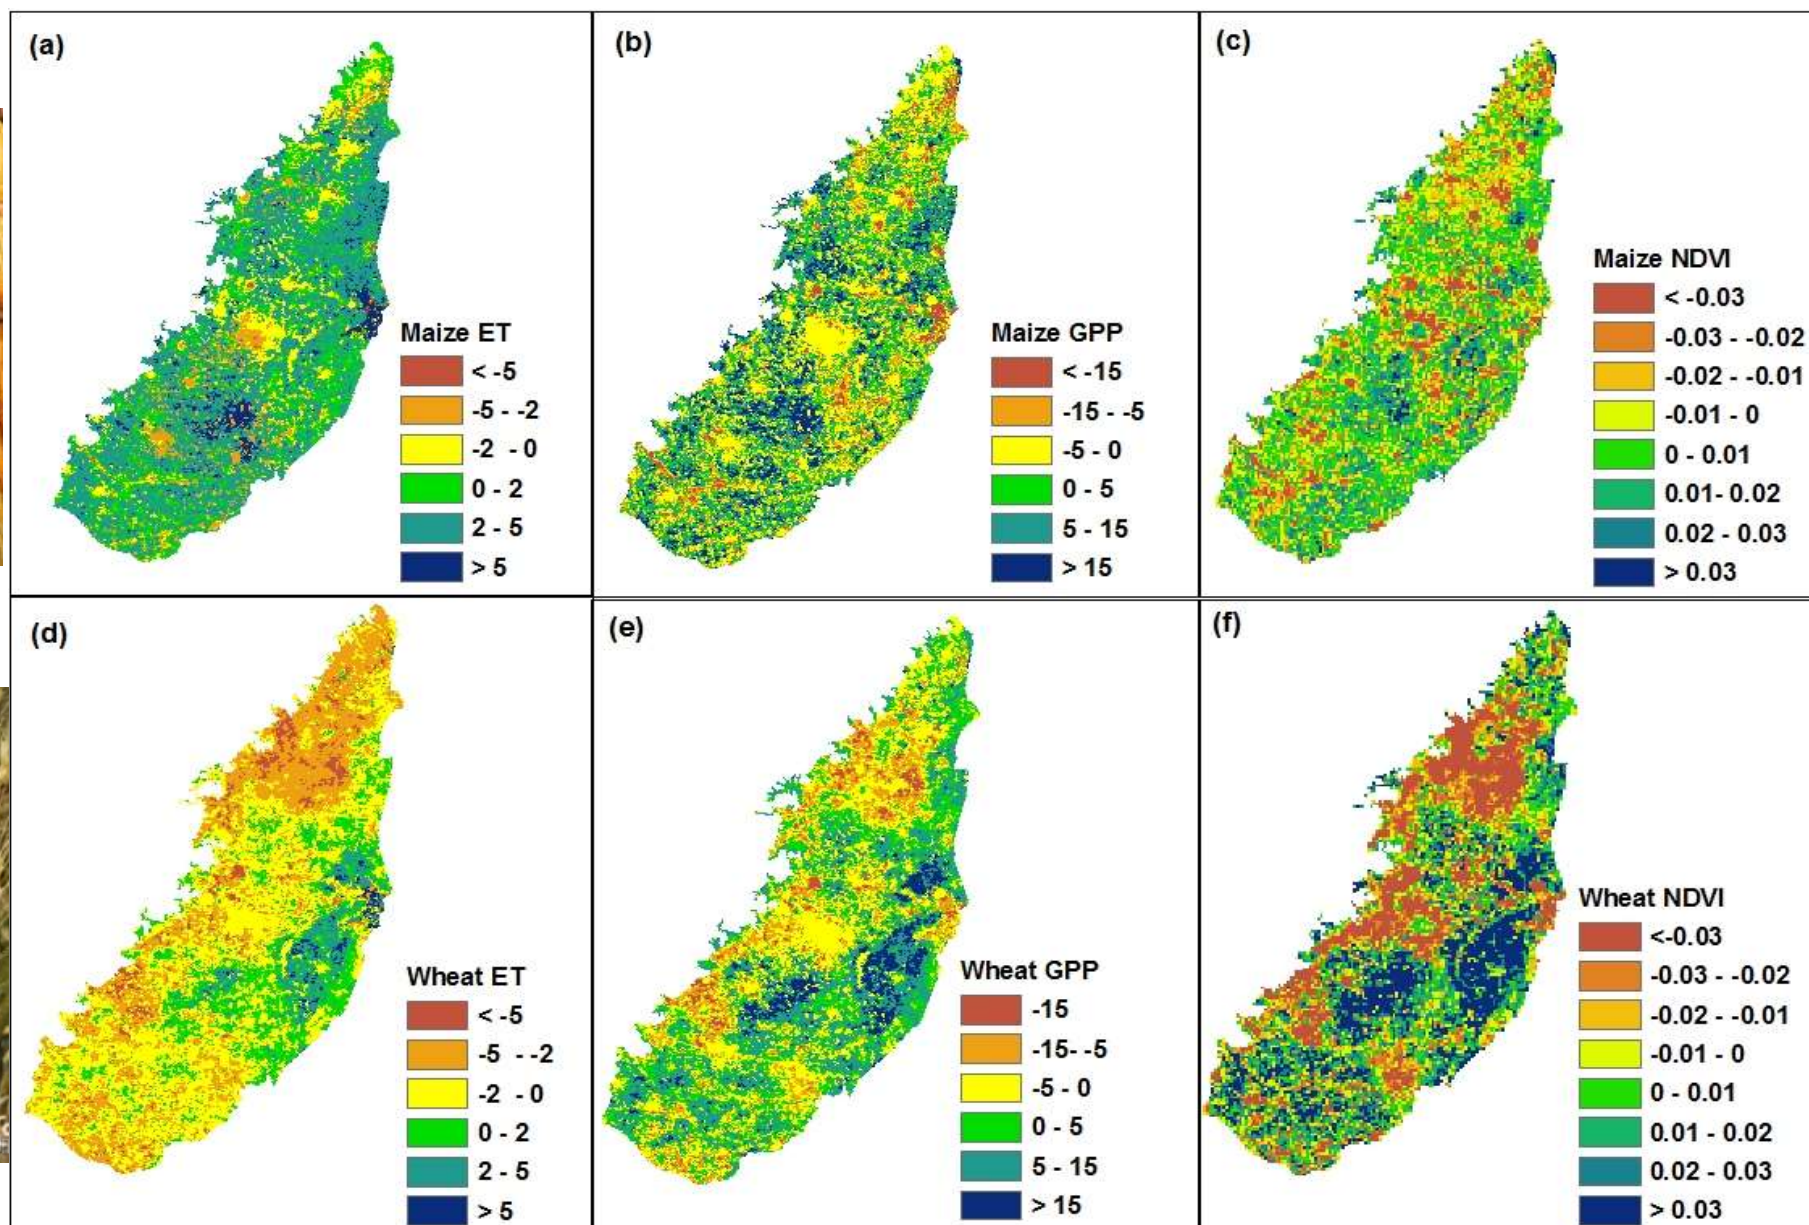 (a)
Maize ET
< -5
-5 - -2
-2 - 0
0 - 2
2 - 5
> 5
(b)
Maize GPP
< -15
-15 - -5
-5 - 0
0 - 5
5 - 15
> 15
(c)
Maize NDVI
< -0.03
-0.03 - -0.02
-0.02 - -0.01
-0.01 - 0
0 - 0.01
0.01- 0.02
0.02 - 0.03
> 0.03
(d)
Wheat ET
< -5
-5 - -2
-2 - 0
0 - 2
2 - 5
> 5
(e)
Wheat GPP
-15
-15- -5
-5 - 0
0 - 5
5 - 15
> 15
(f)
Wheat NDVI
<-0.03
-0.03 - -0.02
-0.02 - -0.01
-0.01 - 0
0 - 0.01
0.01 - 0.02
0.02 - 0.03
> 0.03